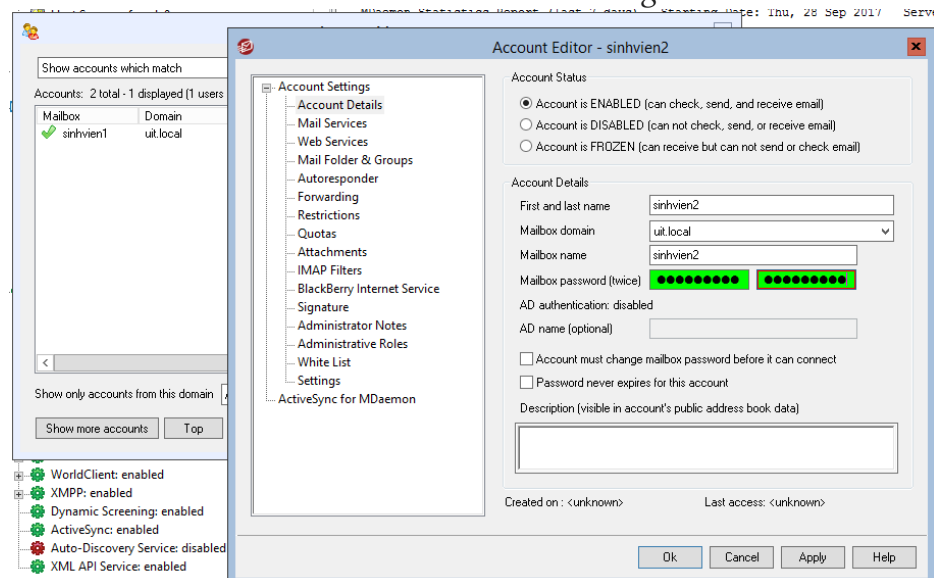 MDaemon Statistics Report (last 7 days) Starting Date: Thu, 28 Sep 2017 Serve
Show accounts which match
Accounts: 2 total - 1 displayed (1 users
Mailbox Domain
sinhvien1 uit.local
Show only accounts from this domain
Show more accounts Top
WorldClient: enabled
XMPP: enabled
Dynamic Screening: enabled
ActiveSync: enabled
Auto-Discovery Service: disabled
XML API Service: enabled
Account Editor - sinhvien2
Account Settings
Account Details
Mail Services
Web Services
Mail Folder & Groups
Autoresponder
Forwarding
Restrictions
Quotas
Attachments
IMAP Filters
BlackBerry Internet Service
Signature
Administrator Notes
Administrative Roles
White List
Settings
ActiveSync for MDaemon
Account Status
Account is ENABLED (can check, send, and receive email)
Account is DISABLED (can not check, send, or receive email)
Account is FROZEN (can receive but can not send or check email)
Account Details
First and last name sinhvien2
Mailbox domain uit.local
Mailbox name sinhvien2
Mailbox password (twice)
AD authentication: disabled
AD name (optional)
Account must change mailbox password before it can connect
Password never expires for this account
Description (visible in account's public address book data)
Created on : <unknown> Last access: <unknown>
Ok Cancel Apply Help